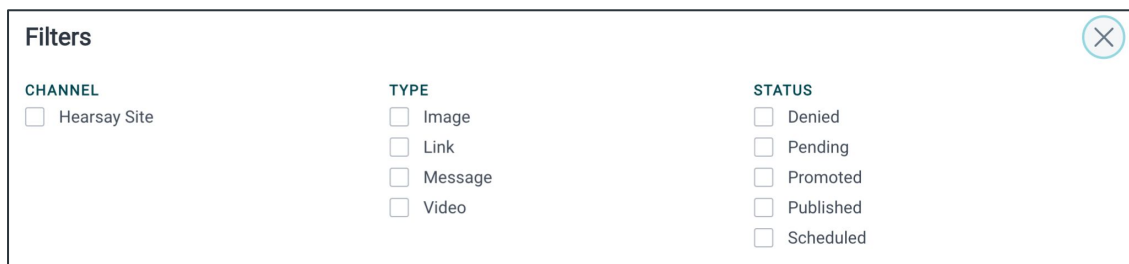 Filters
CHANNEL
Hearsay Site
TYPE
Image
Link
Message
Video
STATUS
Denied
Pending
Promoted
Published
Scheduled